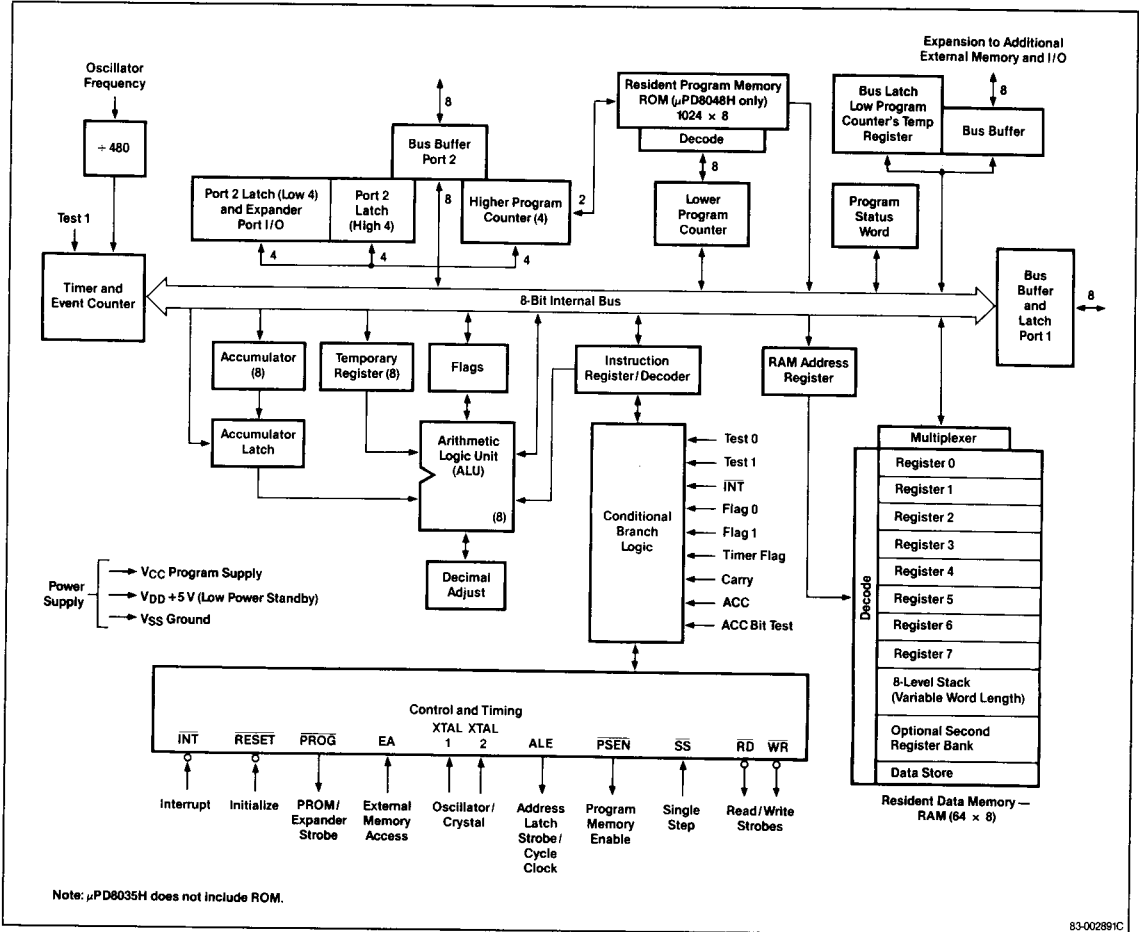 Oscillator
Frequency
÷ 480
Test 1
Timer and
Event Counter
8
Bus Buffer
Port 2
Port 2 Latch (Low 4)
and Expander
Port I/O
Port 2
Latch
(High 4)
8
Higher Program
Counter (4)
2
4
4
4
Resident Program Memory
ROM (µPD8048H only)
1024 × 8
Decode
8
Lower
Program
Counter
Expansion to Additional
External Memory and I/O
8
Bus Latch
Low Program
Counter's Temp
Register
Bus Buffer
Program
Status
Word
Bus
Buffer
and
Latch
Port 1
8
8-Bit Internal Bus
Accumulator
(8)
Temporary
Register (8)
Flags
Instruction
Register/Decoder
RAM Address
Register
Accumulator
Latch
Arithmetic
Logic Unit
(ALU)
(8)
Decimal
Adjust
Conditional
Branch
Logic
Test 0
Test 1
INT
Flag 0
Flag 1
Timer Flag
Carry
ACC
ACC Bit Test
Multiplexer
Decode
Register 0
Register 1
Register 2
Register 3
Register 4
Register 5
Register 6
Register 7
8-Level Stack
(Variable Word Length)
Optional Second
Register Bank
Data Store
Resident Data Memory —
RAM (64 × 8)
Power
Supply
VCC Program Supply
VDD +5 V (Low Power Standby)
VSS Ground
Control and Timing
INT RESET PROG EA XTAL 1 XTAL 2 ALE PSEN SS RD WR
Interrupt
Initialize
PROM/
Expander
Strobe
External
Memory
Access
Oscillator/
Crystal
Address
Latch
Strobe/
Cycle
Clock
Program
Memory
Enable
Single
Step
Read/Write
Strobes
Note: µPD8035H does not include ROM.
83-002891C